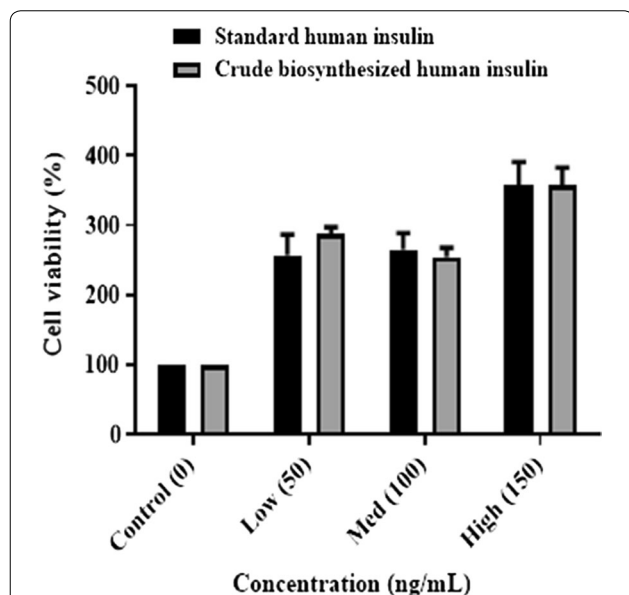 Standard human insulin
Crude biosynthesized human insulin
500
400
300
200
100
0
Cell viability (%)
Control (0)
Low (50)
Med (100)
High (150)
Concentration (ng/mL)